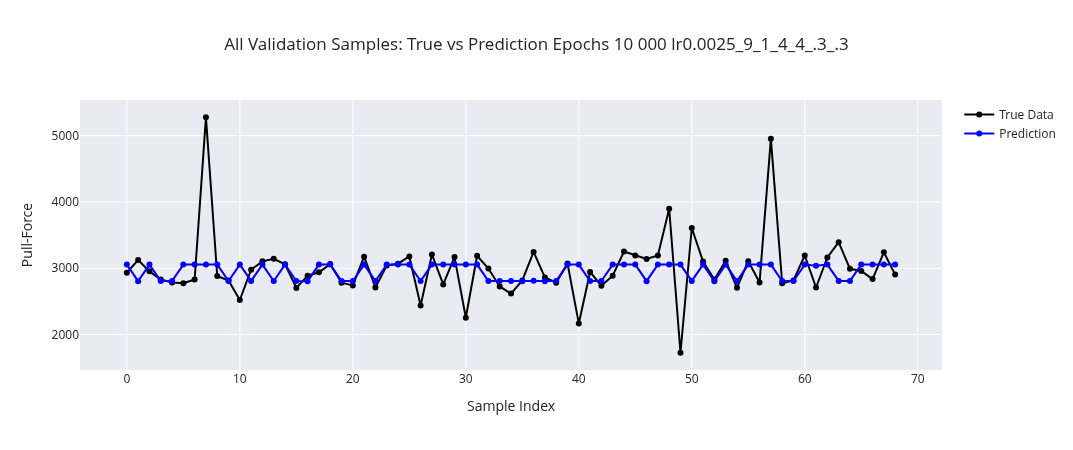 All Validation Samples: True vs Prediction Epochs 10 000 lr0.0025_9_1_4_4_.3_.3
True Data
Prediction
5000
4000
3000
2000
Pull-Force
0 10 20 30 40 50 60 70
Sample Index